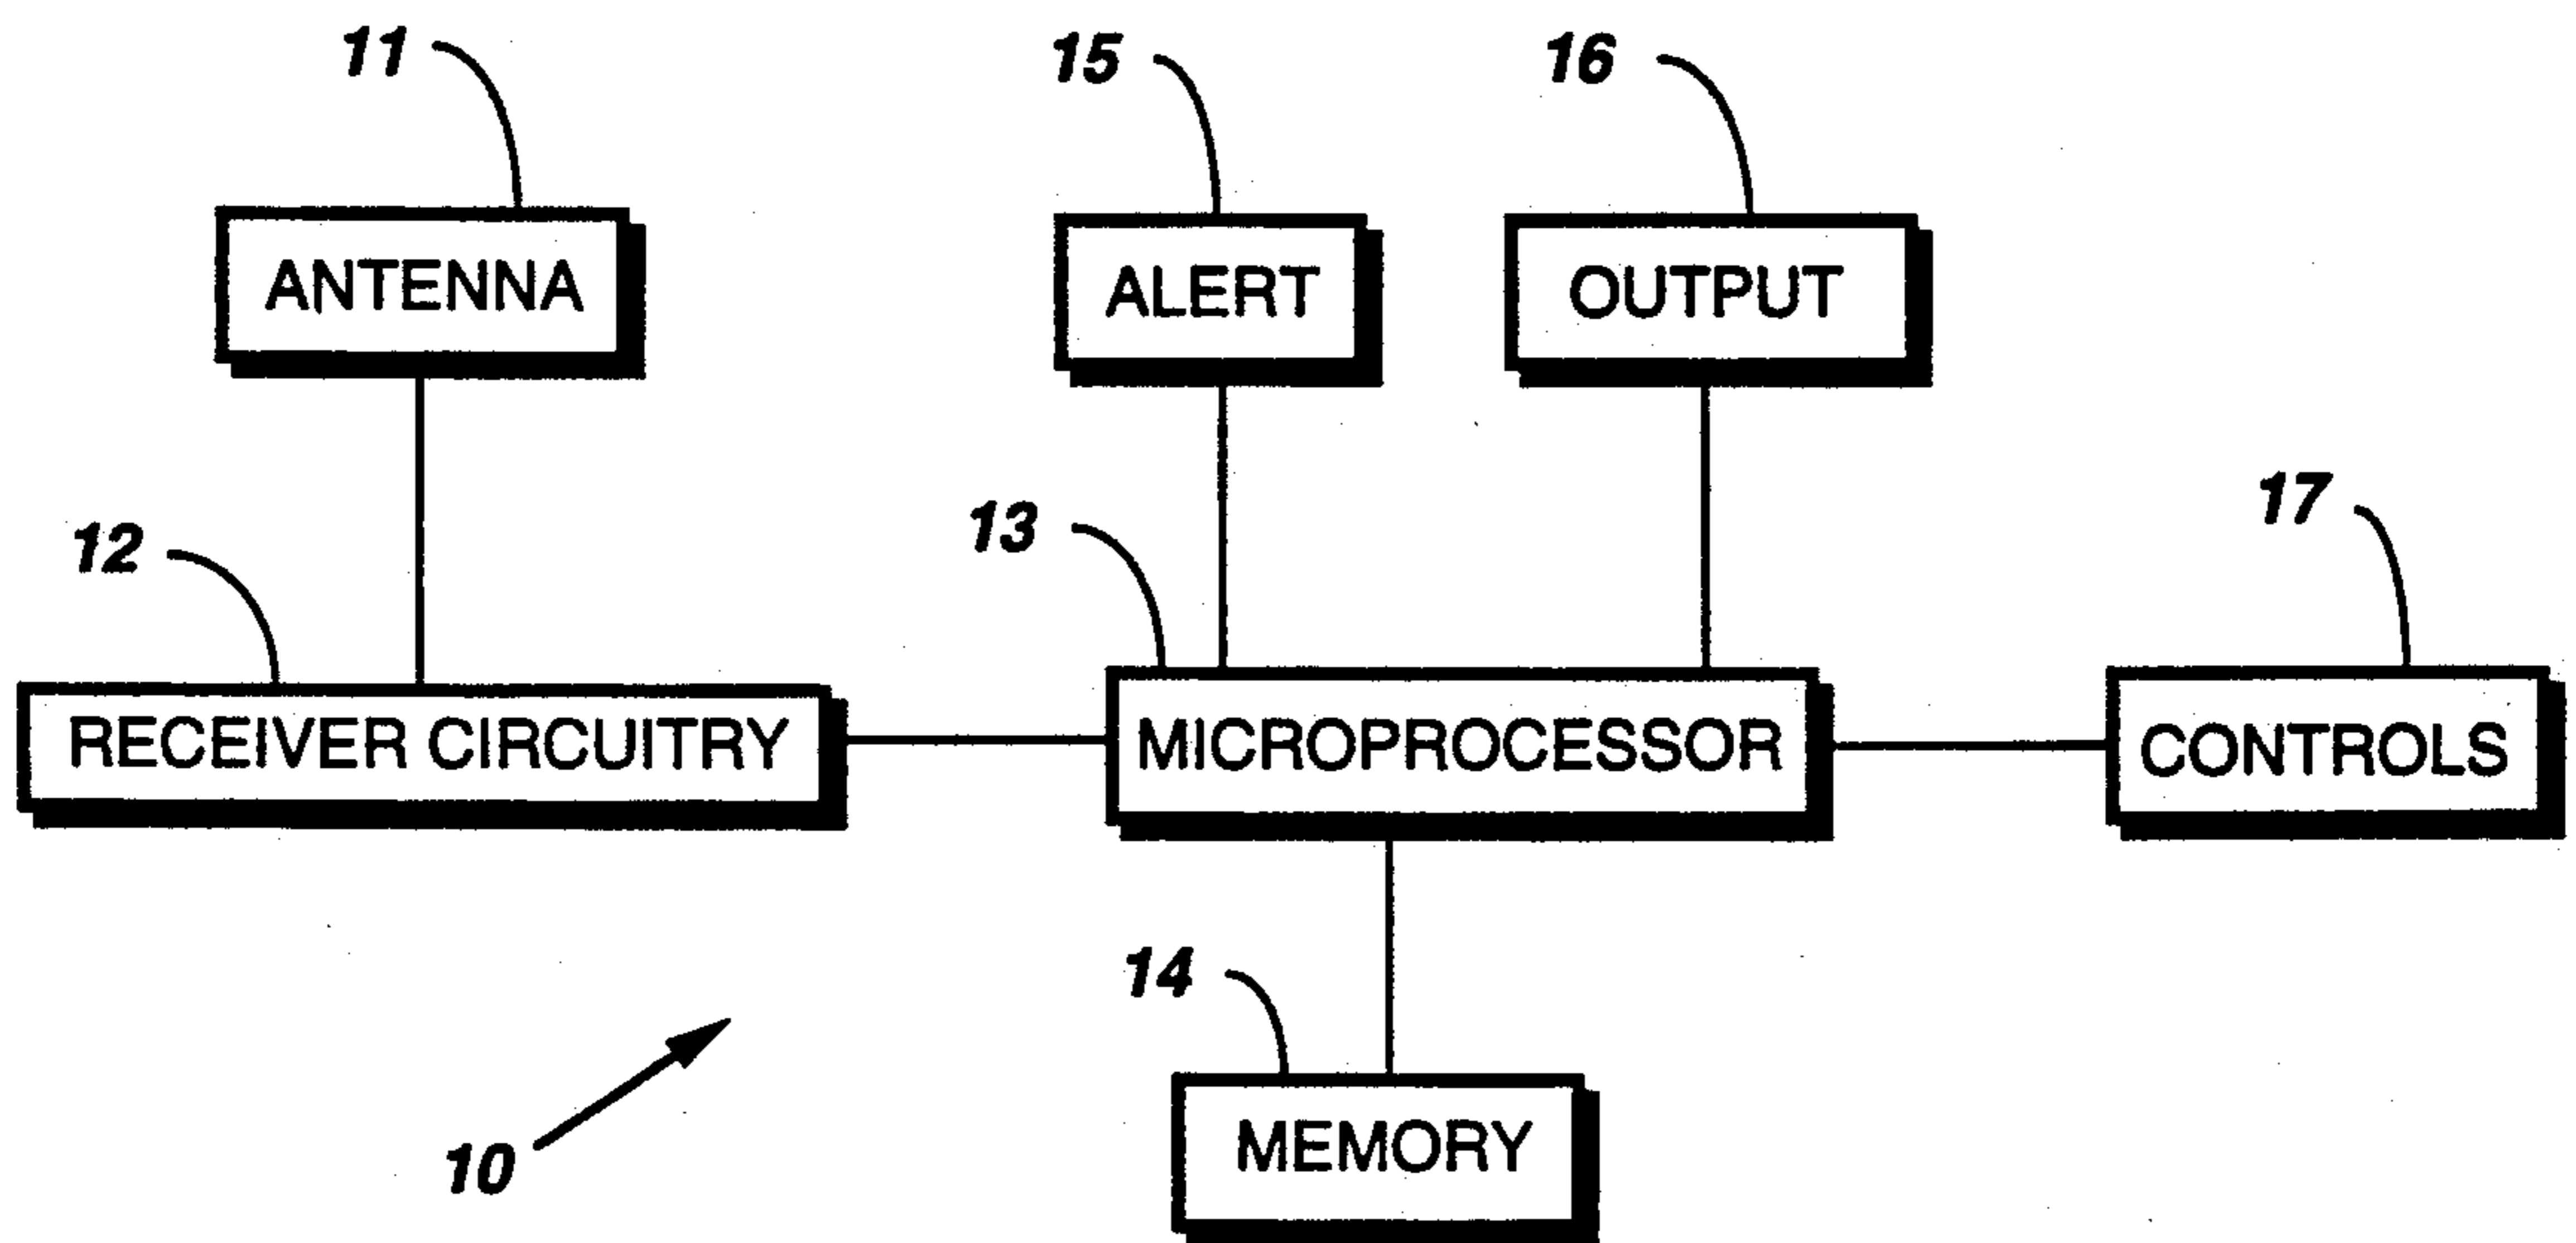 11
15
16
ANTENNA
ALERT
OUTPUT
12
13
17
RECEIVER CIRCUITRY
MICROPROCESSOR
CONTROLS
14
10
MEMORY